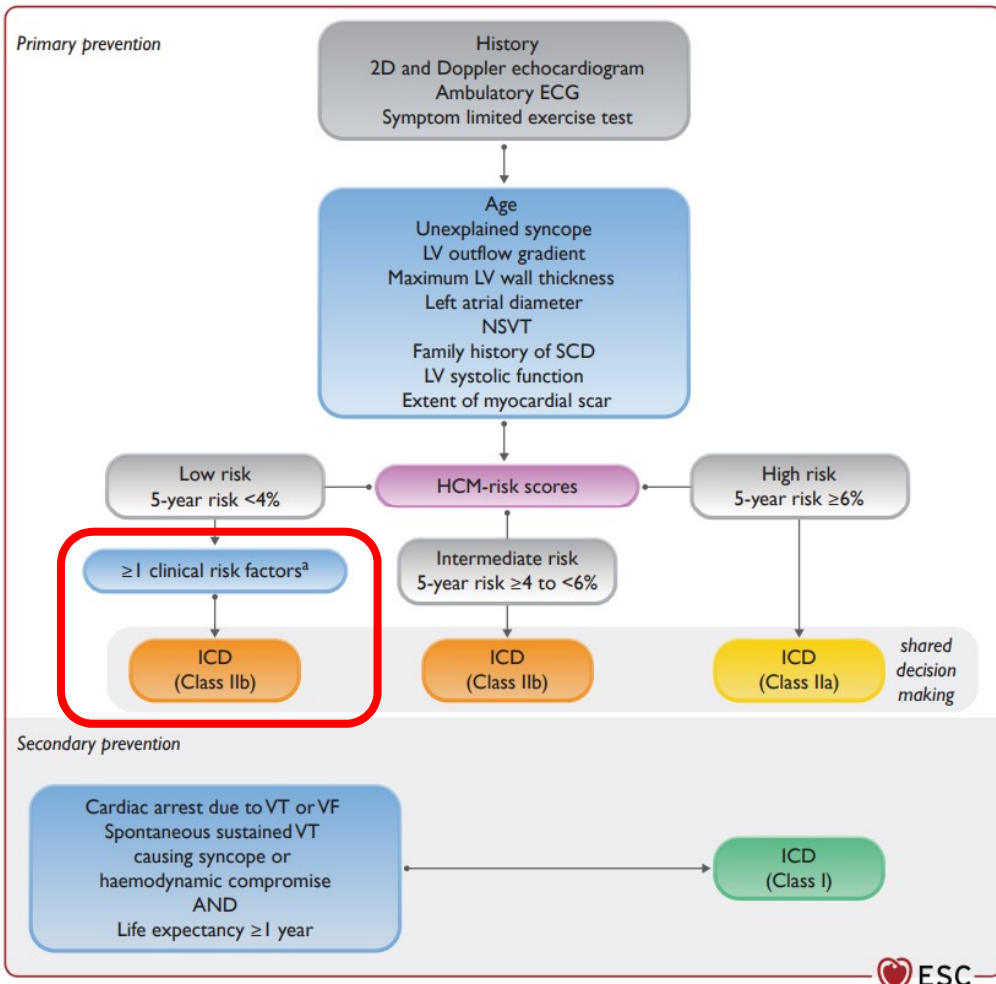 Primary prevention
History
2D and Doppler echocardiogram
Ambulatory ECG
Symptom limited exercise test
Age
Unexplained syncope
LV outflow gradient
Maximum LV wall thickness
Left atrial diameter
NSVT
Family history of SCD
LV systolic function
Extent of myocardial scar
Low risk
5-year risk <4%
HCM-risk scores
High risk
5-year risk ≥6%
≥1 clinical risk factorsª
Intermediate risk
5-year risk ≥4 to <6%
ICD
(Class IIb)
ICD
(Class IIb)
ICD
(Class IIa)
shared
decision
making
Secondary prevention
Cardiac arrest due to VT or VF
Spontaneous sustained VT
causing syncope or
haemodynamic compromise
AND
Life expectancy ≥1 year
ICD
(Class I)
ESC